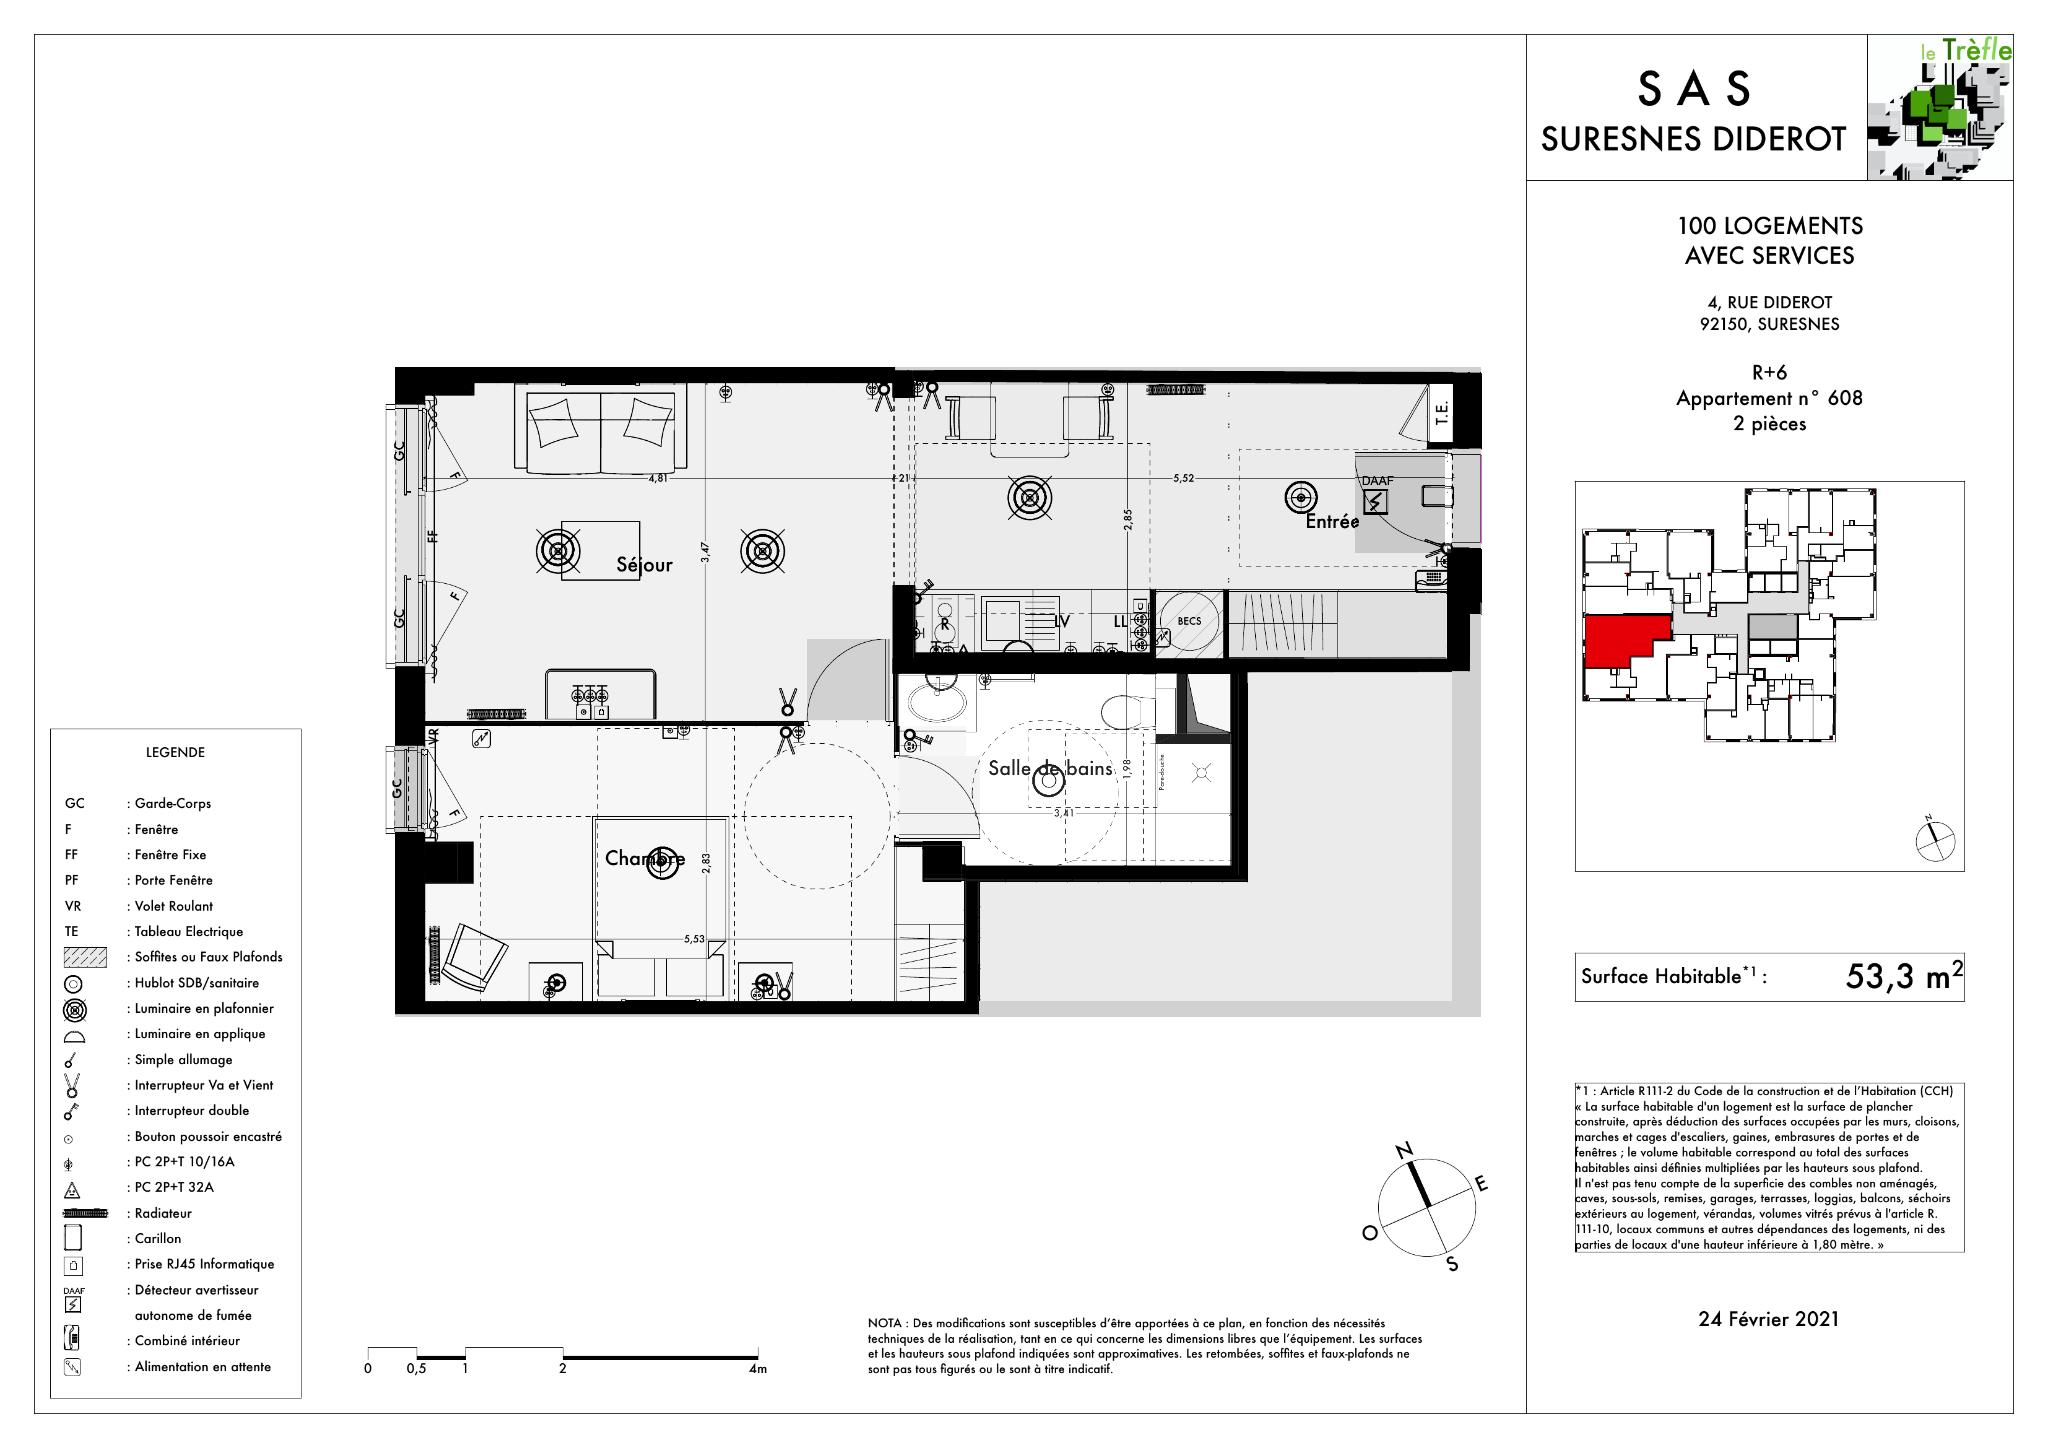 le Trèfle
S A S
SURESNES DIDEROT
100 LOGEMENTS
AVEC SERVICES
4, RUE DIDEROT
92150, SURESNES
R+6
Appartement n° 608
2 pièces
N
Surface Habitable*1 : 53,3 m2
*1 : Article R111-2 du Code de la construction et de l'Habitation (CCH)
« La surface habitable d'un logement est la surface de plancher
construite, après déduction des surfaces occupées par les murs, cloisons,
marches et cages d'escaliers, gaines, embrasures de portes et de
fenêtres ; le volume habitable correspond au total des surfaces
habitables ainsi définies multipliées par les hauteurs sous plafond.
Il n'est pas tenu compte de la superficie des combles non aménagés,
caves, sous-sols, remises, garages, terrasses, loggias, balcons, séchoirs
extérieurs au logement, vérandas, volumes vitrés prévus à l'article R.
111-10, locaux communs et autres dépendances des logements, ni des
parties de locaux d'une hauteur inférieure à 1,80 mètre. »
24 Février 2021
GC
F
FF
F
GC
4,81
21
5,52
3,47
2,85
Séjour
DAAF
Entrée
T.E.
R
LV
LL
BECS
VR
GC
F
Chambre
2,83
5,53
Salle de bains
1,98
3,41
Pare-douche
LEGENDE
GC : Garde-Corps
F : Fenêtre
FF : Fenêtre Fixe
PF : Porte Fenêtre
VR : Volet Roulant
TE : Tableau Electrique
: Soffites ou Faux Plafonds
: Hublot SDB/sanitaire
: Luminaire en plafonnier
: Luminaire en applique
: Simple allumage
: Interrupteur Va et Vient
: Interrupteur double
: Bouton poussoir encastré
: PC 2P+T 10/16A
: PC 2P+T 32A
: Radiateur
: Carillon
: Prise RJ45 Informatique
DAAF : Détecteur avertisseur
autonome de fumée
: Combiné intérieur
: Alimentation en attente
0 0,5 1 2 4m
NOTA : Des modifications sont susceptibles d'être apportées à ce plan, en fonction des nécessités
techniques de la réalisation, tant en ce qui concerne les dimensions libres que l'équipement. Les surfaces
et les hauteurs sous plafond indiquées sont approximatives. Les retombées, soffites et faux-plafonds ne
sont pas tous figurés ou le sont à titre indicatif.
N
E
O
S